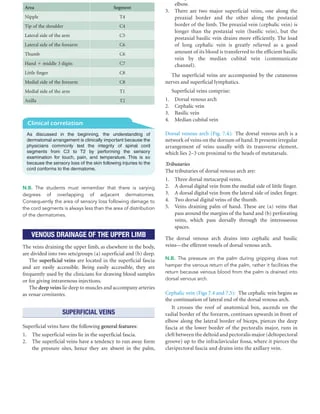 Area Segment
Nipple T4
Tip of the shoulder C4
Lateral side of the arm C5
Lateral side of the forearm C6
Thumb C6
Hand + middle 3 digits C7
Little finger C8
Medial side of the forearm C8
Medial side of the arm T1
Axilla T2
Clinical correlation
As discussed in the beginning, the understanding of
dermatomal arrangement is clinically important because the
physicians commonly test the integrity of spinal cord
segments from C3 to T2 by performing the sensory
examination for touch, pain, and temperature. This is so
because the sensory loss of the skin following injuries to the
cord conforms to the dermatomes.
N.B. The students must remember that there is varying
degrees of overlapping of adjacent dermatomes.
Consequently the area of sensory loss following damage to
the cord segments is always less than the area of distribution
of the dermatomes.
VENOUS DRAINAGE OF THE UPPER LIMB
The veins draining the upper limb, as elsewhere in the body,
are divided into two sets/groups (a) superficial and (b) deep
The superficial veins are located in the superficial fascia
and are easily accessible. Being easily accessible, they are
frequently used by the clinicians for drawing blood samples
or for giving intravenous injections.
The deep veins lie deep to muscles and accompany arteries
as venae comitantes.
SUPERFICIAL VEINS
Superficial veins have the following general features:
1. The superficial veins lie in the superficial fascia.
2. The superficial veins have a tendency to run away form
the pressure sites, hence they are absent in the palm,
elbow
3. There are two major superficial veins, one along the
preaxial border and the other along the postaxial
border of the limb. The preaxial vein (cephalic vein) is
longer than the postaxial vein (basilic vein), but the
postaxial basilic vein drains more efficiently. The load
of long cephalic vein is greatly relieved as a good
amount of its blood is transferred to the efficient basilic
vein by the median cubital vein (communicate
channel).
The superficial veins are accompanied by the cutaneous
nerves and superficial lymphatics.
Superficial veins comprise:
1. Dorsal venous arch
2. Cephalic vein
3. Basilic vein
4. Median cubital vein
Dorsal venous arch (Fig. 7.4): The dorsal venous arch is a
network of veins on the dorsum of hand. It presents irregular
arrangement of veins usually with its transverse element,
which lies 2–3 cm proximal to the heads of metatarsals.
Tributaries
The tributaries of dorsal venous arch are:
1. Three dorsal metacarpal veins.
2. A dorsal digital vein from the medial side of little finger.
3. A dorsal digital vein from the lateral side of index finger.
4. Two dorsal digital veins of the thumb.
5. Veins draining palm of hand. These are (a) veins that
pass around the margins of the hand and (b) perforating
veins, which pass dorsally through the interosseous
spaces.
The dorsal venous arch drains into cephalic and basilic
veins—the efferent vessels of dorsal venous arch.
N.B. The pressure on the palm during gripping does not
hamper the venous return of the palm, rather it facilitates the
return because venous blood from the palm is drained into
dorsal venous arch.
Cephalic vein (Figs 7.4 and 7.5): The cephalic vein begins as
the continuation of lateral end of the dorsal venous arch.
It crosses the roof of anatomical box, ascends on the
radial border of the forearm, continues upwards in front of
elbow along the lateral border of biceps, pierces the deep
fascia at the lower border of the pectoralis major, runs in
cleft between the deltoid and pectoralis major (deltopectoral
groove) up to the infraclavicular fossa, where it pierces the
clavipectoral fascia and drains into the axillary vein.